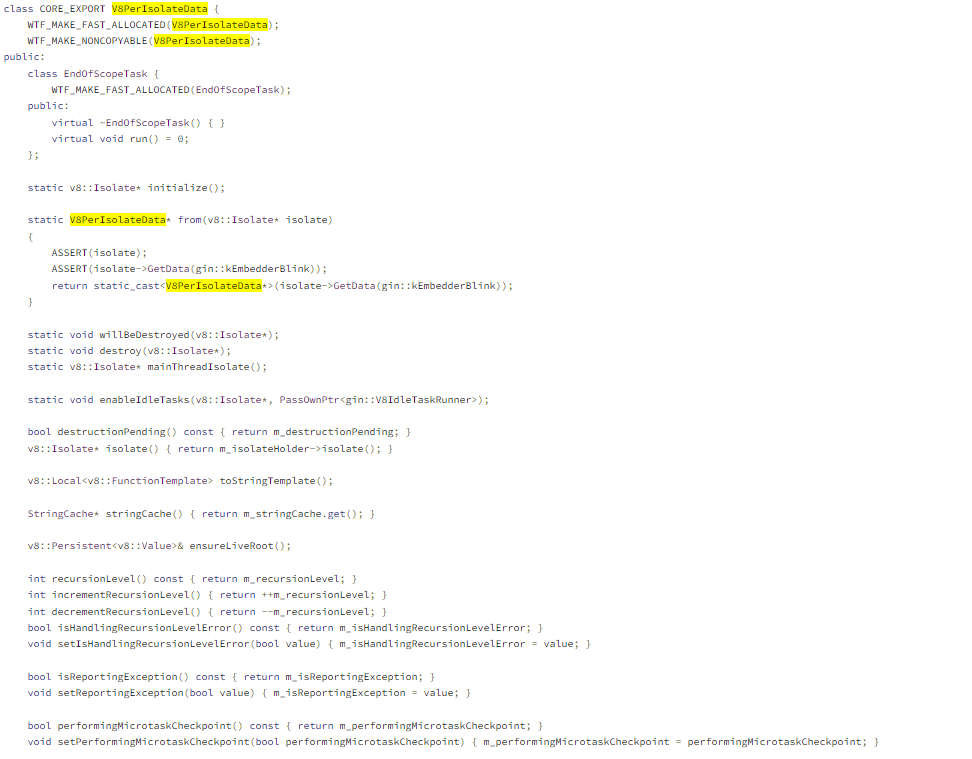 class CORE_EXPORT V8PerIsolateData {
    WTF_MAKE_FAST_ALLOCATED(V8PerIsolateData);
    WTF_MAKE_NONCOPYABLE(V8PerIsolateData);
public:
    class EndOfScopeTask {
        WTF_MAKE_FAST_ALLOCATED(EndOfScopeTask);
    public:
        virtual ~EndOfScopeTask() { }
        virtual void run() = 0;
    };

    static v8::Isolate* initialize();

    static V8PerIsolateData* from(v8::Isolate* isolate)
    {
        ASSERT(isolate);
        ASSERT(isolate->GetData(gin::kEmbedderBlink));
        return static_cast<V8PerIsolateData*>(isolate->GetData(gin::kEmbedderBlink));
    }

    static void willBeDestroyed(v8::Isolate*);
    static void destroy(v8::Isolate*);
    static v8::Isolate* mainThreadIsolate();

    static void enableIdleTasks(v8::Isolate*, PassOwnPtr<gin::V8IdleTaskRunner>);

    bool destructionPending() const { return m_destructionPending; }
    v8::Isolate* isolate() { return m_isolateHolder->isolate(); }

    v8::Local<v8::FunctionTemplate> toStringTemplate();

    StringCache* stringCache() { return m_stringCache.get(); }

    v8::Persistent<v8::Value>& ensureLiveRoot();

    int recursionLevel() const { return m_recursionLevel; }
    int incrementRecursionLevel() { return ++m_recursionLevel; }
    int decrementRecursionLevel() { return --m_recursionLevel; }
    bool isHandlingRecursionLevelError() const { return m_isHandlingRecursionLevelError; }
    void setIsHandlingRecursionLevelError(bool value) { m_isHandlingRecursionLevelError = value; }

    bool isReportingException() const { return m_isReportingException; }
    void setReportingException(bool value) { m_isReportingException = value; }

    bool performingMicrotaskCheckpoint() const { return m_performingMicrotaskCheckpoint; }
    void setPerformingMicrotaskCheckpoint(bool performingMicrotaskCheckpoint) { m_performingMicrotaskCheckpoint = performingMicrotaskCheckpoint; }